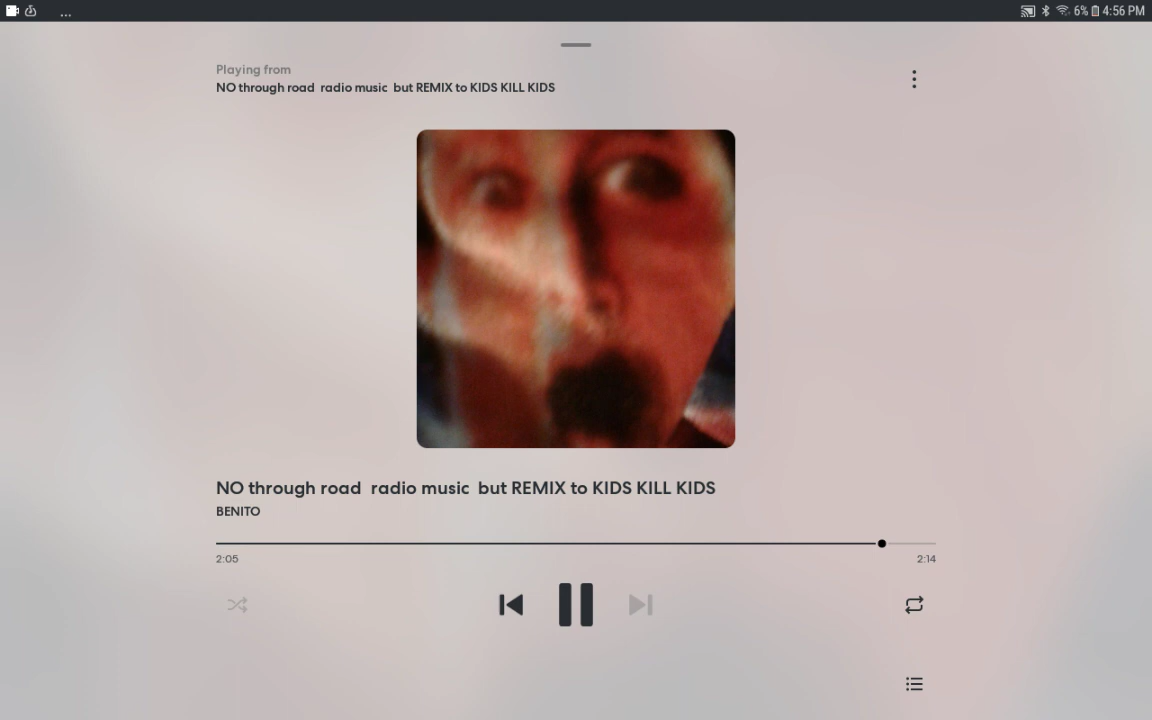 ... 6% 4:56 PM
Playing from
NO through road  radio music  but REMIX to KIDS KILL KIDS
NO through road  radio music  but REMIX to KIDS KILL KIDS
BENITO
2:05 2:14